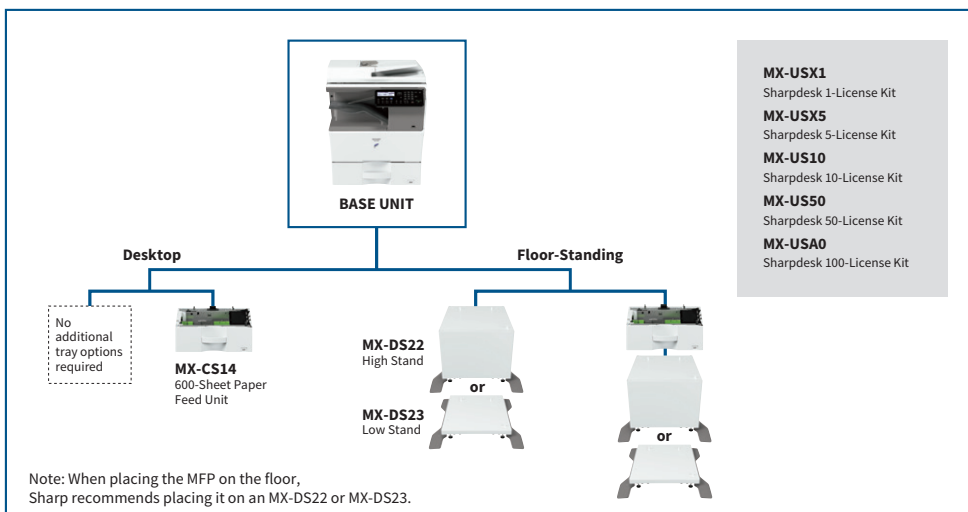 BASE UNIT
Desktop
Floor-Standing
No
additional
tray options
required
MX-CS14
600-Sheet Paper
Feed Unit
MX-DS22
High Stand
or
MX-DS23
Low Stand
or
Note: When placing the MFP on the floor,
Sharp recommends placing it on an MX-DS22 or MX-DS23.
MX-USX1
Sharpdesk 1-License Kit
MX-USX5
Sharpdesk 5-License Kit
MX-US10
Sharpdesk 10-License Kit
MX-US50
Sharpdesk 50-License Kit
MX-USA0
Sharpdesk 100-License Kit